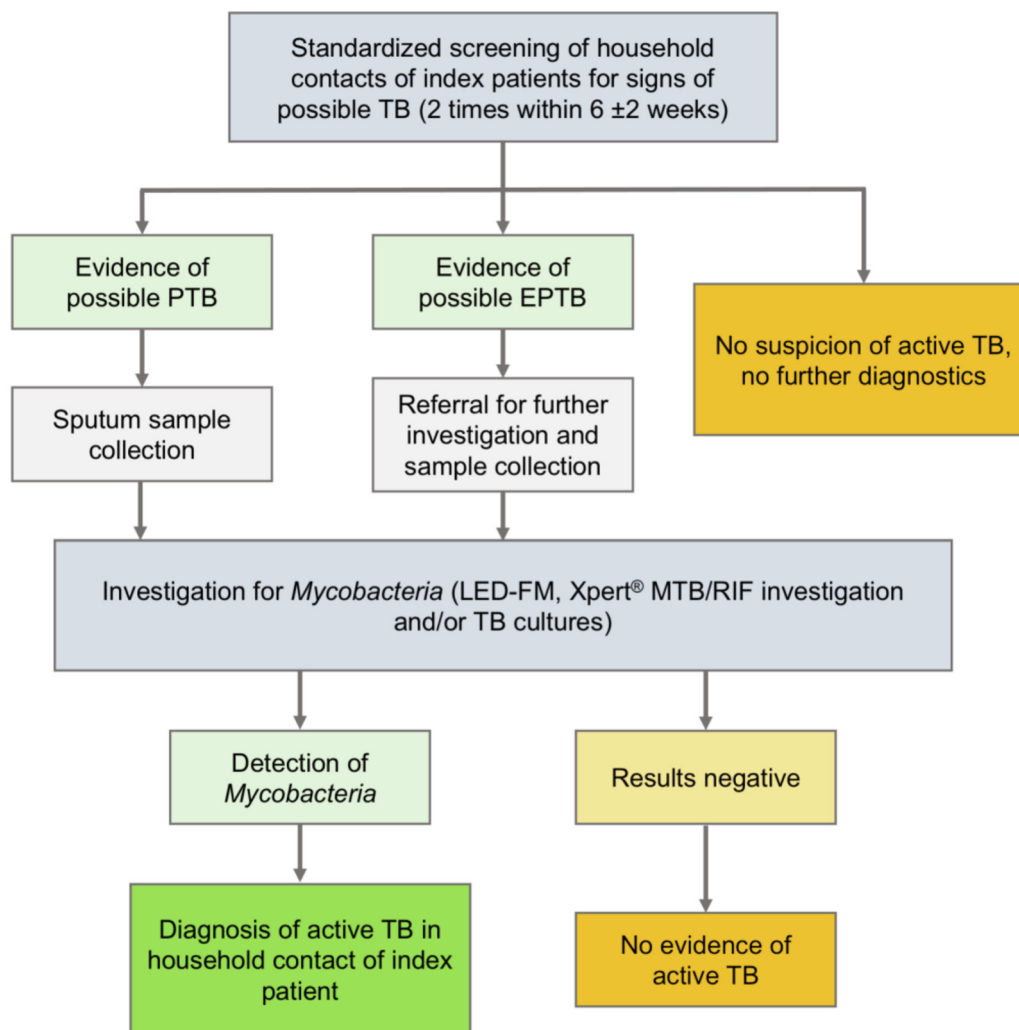 Standardized screening of household
contacts of index patients for signs of
possible TB (2 times within 6 ±2 weeks)
Evidence of
possible PTB
Evidence of
possible EPTB
No suspicion of active TB,
no further diagnostics
Sputum sample
collection
Referral for further
investigation and
sample collection
Investigation for Mycobacteria (LED-FM, Xpert® MTB/RIF investigation
and/or TB cultures)
Detection of
Mycobacteria
Results negative
Diagnosis of active TB in
household contact of index
patient
No evidence of
active TB